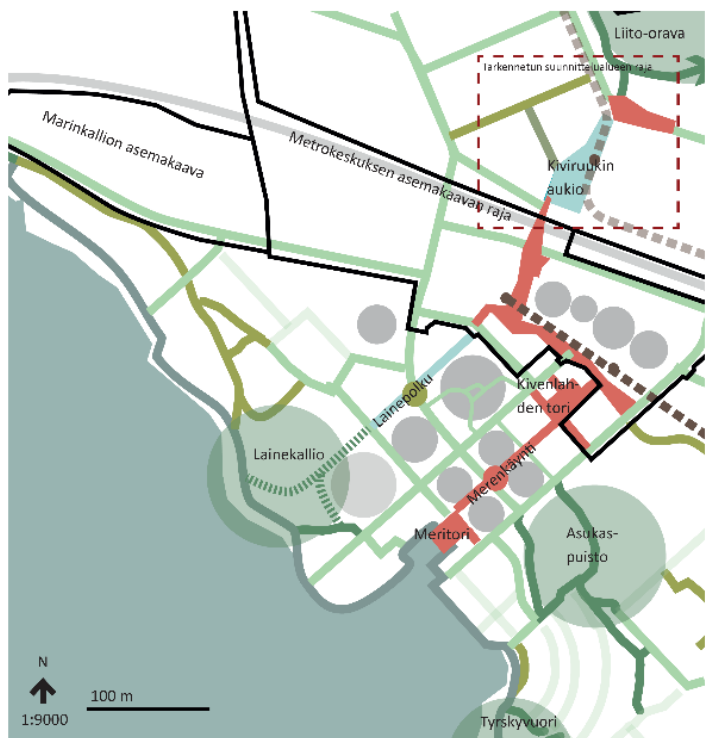 Liito-orava
Tarkennetun suunnittelualueen raja
Marinkallion asemakaava
Metrokeskuksen asemakaavan raja
Kiviruukin
aukio
Lainepolku
Kivenlah-
den tori
Lainekallio
Merenkäynti
Meritori
Asukas-
puisto
N
100 m
1:9000
Tyrskyvuori